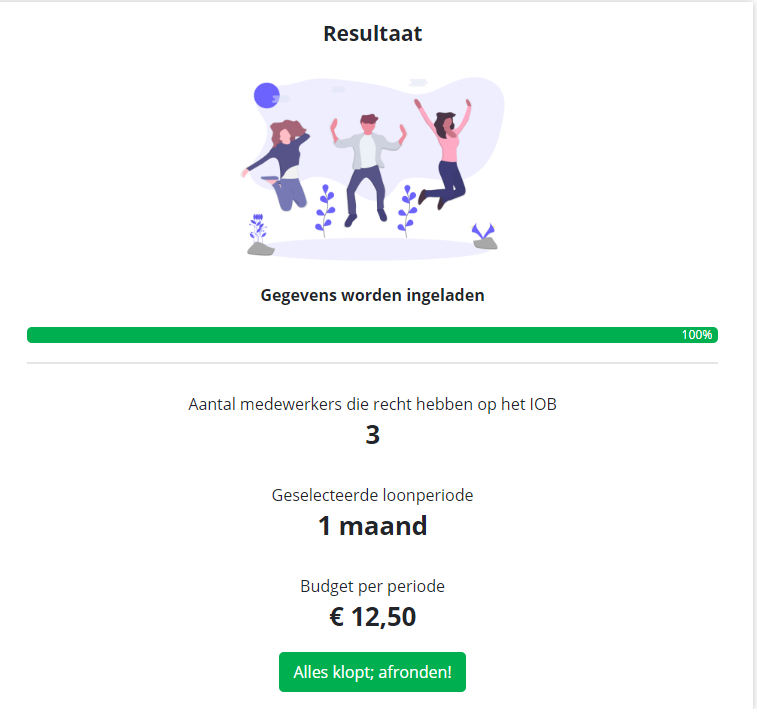 Resultaat
Gegevens worden ingeladen
100%
Aantal medewerkers die recht hebben op het IOB
3
Geselecteerde loonperiode
1 maand
Budget per periode
€ 12,50
Alles klopt; afronden!